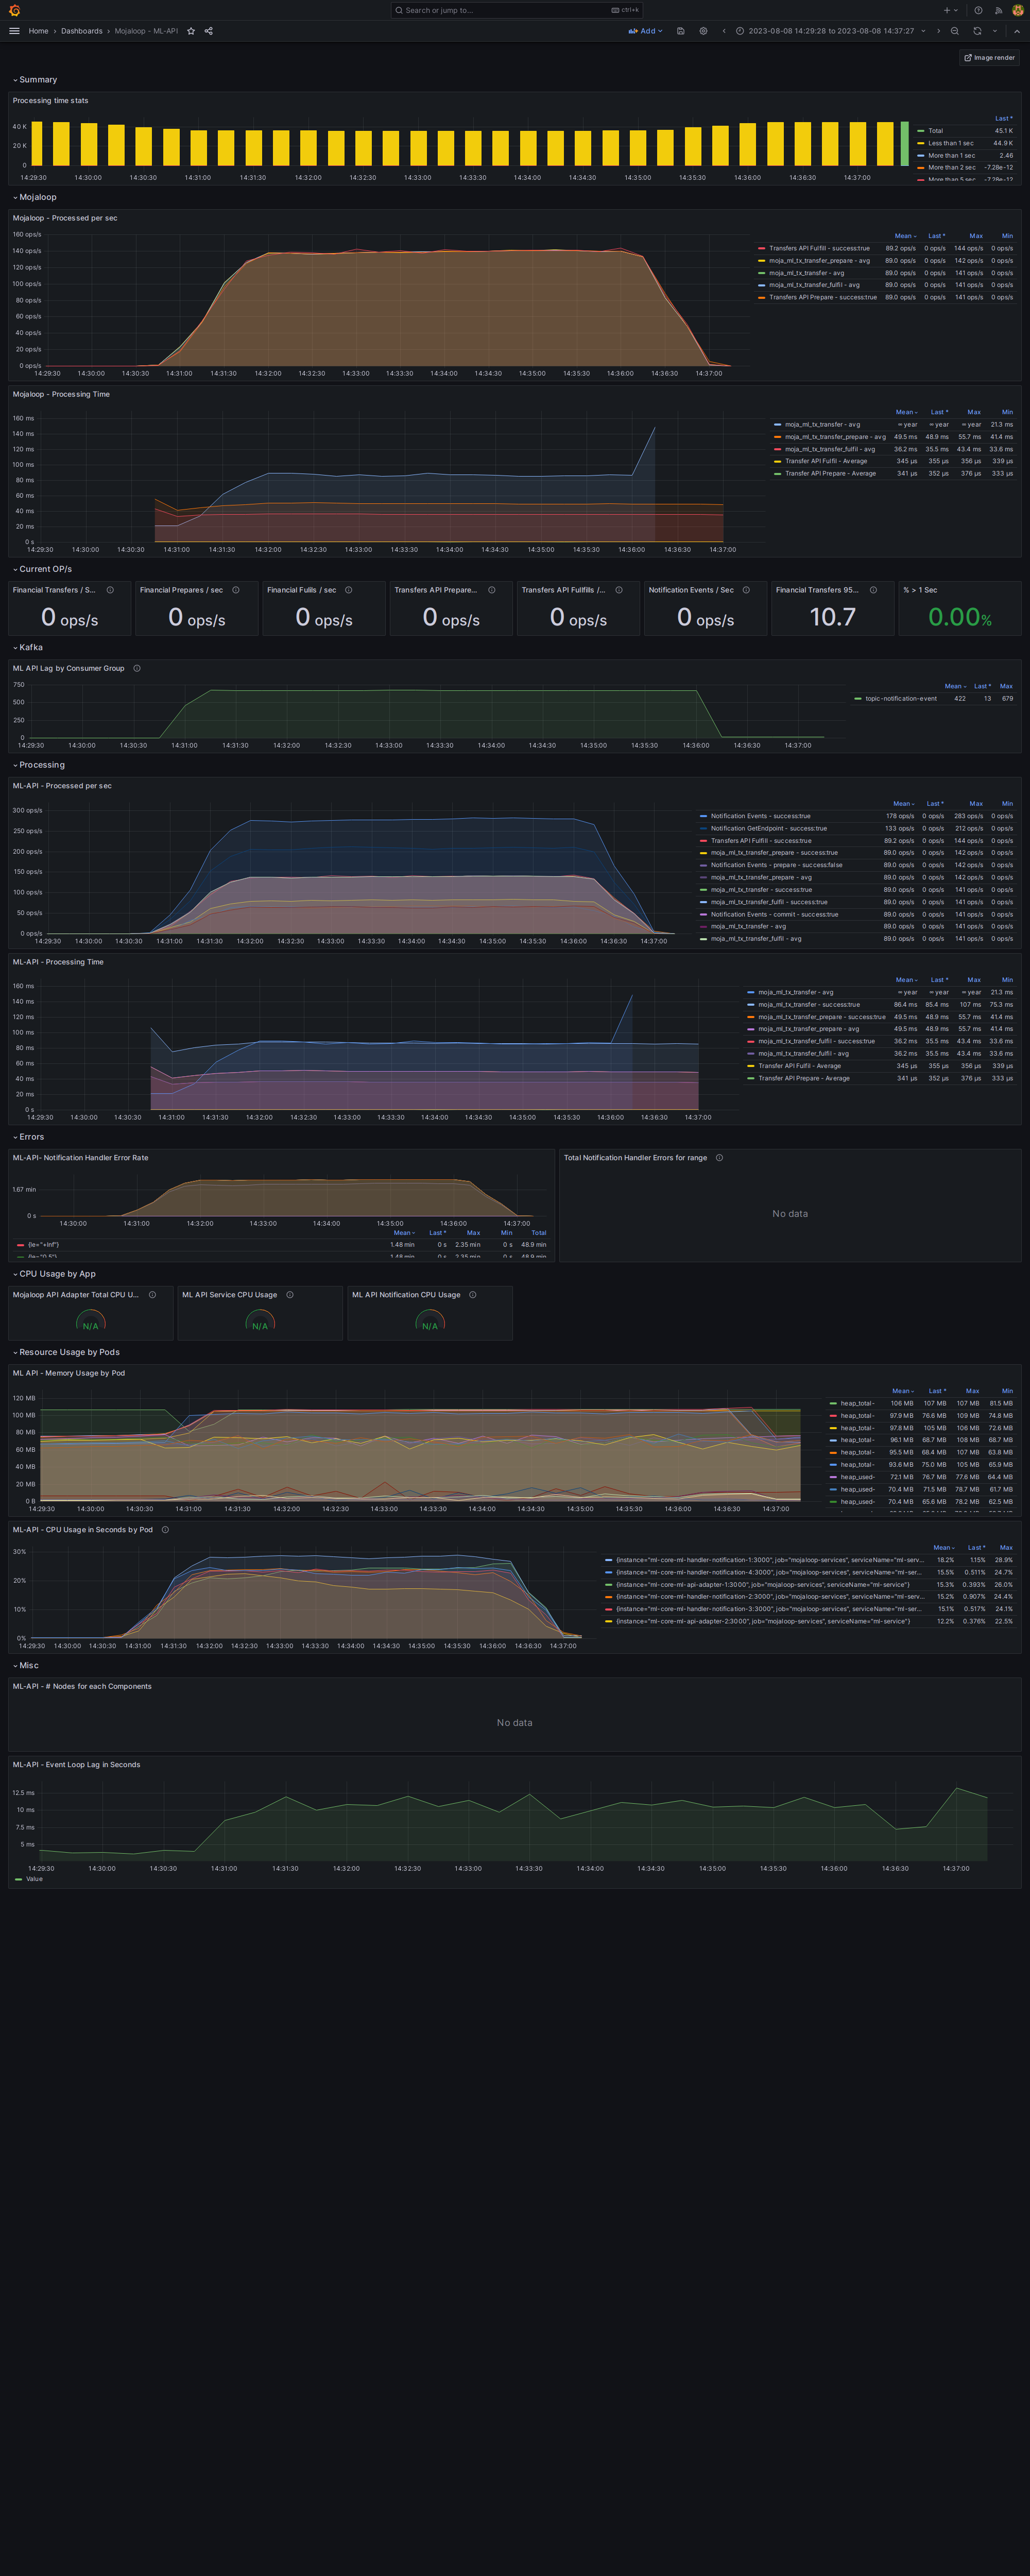 Search or jump to... ctrl+k
Home › Dashboards › Mojaloop - ML-API Add 2023-08-08 14:29:28 to 2023-08-08 14:37:27
Image render
Summary
Processing time stats
40 K
20 K
0
14:29:30 14:30:00 14:30:30 14:31:00 14:31:30 14:32:00 14:32:30 14:33:00 14:33:30 14:34:00 14:34:30 14:35:00 14:35:30 14:36:00 14:36:30 14:37:00
Last *
Total 45.1 K
Less than 1 sec 44.9 K
More than 1 sec 2.46
More than 2 sec -7.28e-12
More than 5 sec -7.28e-12
Mojaloop
Mojaloop - Processed per sec
160 ops/s
140 ops/s
120 ops/s
100 ops/s
80 ops/s
60 ops/s
40 ops/s
20 ops/s
0 ops/s
14:29:30 14:30:00 14:30:30 14:31:00 14:31:30 14:32:00 14:32:30 14:33:00 14:33:30 14:34:00 14:34:30 14:35:00 14:35:30 14:36:00 14:36:30 14:37:00
Mean Last * Max Min
Transfers API Fulfill - success:true 89.2 ops/s 0 ops/s 144 ops/s 0 ops/s
moja_ml_tx_transfer_prepare - avg 89.0 ops/s 0 ops/s 142 ops/s 0 ops/s
moja_ml_tx_transfer - avg 89.0 ops/s 0 ops/s 141 ops/s 0 ops/s
moja_ml_tx_transfer_fulfil - avg 89.0 ops/s 0 ops/s 141 ops/s 0 ops/s
Transfers API Prepare - success:true 89.0 ops/s 0 ops/s 141 ops/s 0 ops/s
Mojaloop - Processing Time
160 ms
140 ms
120 ms
100 ms
80 ms
60 ms
40 ms
20 ms
0 s
14:29:30 14:30:00 14:30:30 14:31:00 14:31:30 14:32:00 14:32:30 14:33:00 14:33:30 14:34:00 14:34:30 14:35:00 14:35:30 14:36:00 14:36:30 14:37:00
Mean Last * Max Min
moja_ml_tx_transfer - avg ∞ year ∞ year ∞ year 21.3 ms
moja_ml_tx_transfer_prepare - avg 49.5 ms 48.9 ms 55.7 ms 41.4 ms
moja_ml_tx_transfer_fulfil - avg 36.2 ms 35.5 ms 43.4 ms 33.6 ms
Transfer API Fulfil - Average 345 µs 355 µs 356 µs 339 µs
Transfer API Prepare - Average 341 µs 352 µs 376 µs 333 µs
Current OP/s
Financial Transfers / S...
0 ops/s
Financial Prepares / sec
0 ops/s
Financial Fulils / sec
0 ops/s
Transfers API Prepare...
0 ops/s
Transfers API Fullfills /...
0 ops/s
Notification Events / Sec
0 ops/s
Financial Transfers 95...
10.7
% > 1 Sec
0.00%
Kafka
ML API Lag by Consumer Group
750
500
250
0
14:29:30 14:30:00 14:30:30 14:31:00 14:31:30 14:32:00 14:32:30 14:33:00 14:33:30 14:34:00 14:34:30 14:35:00 14:35:30 14:36:00 14:36:30 14:37:00
Mean Last * Max
topic-notification-event 422 13 679
Processing
ML-API - Processed per sec
300 ops/s
250 ops/s
200 ops/s
150 ops/s
100 ops/s
50 ops/s
0 ops/s
14:29:30 14:30:00 14:30:30 14:31:00 14:31:30 14:32:00 14:32:30 14:33:00 14:33:30 14:34:00 14:34:30 14:35:00 14:35:30 14:36:00 14:36:30 14:37:00
Mean Last * Max Min
Notification Events - success:true 178 ops/s 0 ops/s 283 ops/s 0 ops/s
Notification GetEndpoint - success:true 133 ops/s 0 ops/s 212 ops/s 0 ops/s
Transfers API Fulfill - success:true 89.2 ops/s 0 ops/s 144 ops/s 0 ops/s
moja_ml_tx_transfer_prepare - success:true 89.0 ops/s 0 ops/s 142 ops/s 0 ops/s
Notification Events - prepare - success:false 89.0 ops/s 0 ops/s 142 ops/s 0 ops/s
moja_ml_tx_transfer_prepare - avg 89.0 ops/s 0 ops/s 142 ops/s 0 ops/s
moja_ml_tx_transfer - success:true 89.0 ops/s 0 ops/s 141 ops/s 0 ops/s
moja_ml_tx_transfer_fulfil - success:true 89.0 ops/s 0 ops/s 141 ops/s 0 ops/s
Notification Events - commit - success:true 89.0 ops/s 0 ops/s 141 ops/s 0 ops/s
moja_ml_tx_transfer - avg 89.0 ops/s 0 ops/s 141 ops/s 0 ops/s
moja_ml_tx_transfer_fulfil - avg 89.0 ops/s 0 ops/s 141 ops/s 0 ops/s
ML-API - Processing Time
160 ms
140 ms
120 ms
100 ms
80 ms
60 ms
40 ms
20 ms
0 s
14:29:30 14:30:00 14:30:30 14:31:00 14:31:30 14:32:00 14:32:30 14:33:00 14:33:30 14:34:00 14:34:30 14:35:00 14:35:30 14:36:00 14:36:30 14:37:00
Mean Last * Max Min
moja_ml_tx_transfer - avg ∞ year ∞ year ∞ year 21.3 ms
moja_ml_tx_transfer - success:true 86.4 ms 85.4 ms 107 ms 75.3 ms
moja_ml_tx_transfer_prepare - success:true 49.5 ms 48.9 ms 55.7 ms 41.4 ms
moja_ml_tx_transfer_prepare - avg 49.5 ms 48.9 ms 55.7 ms 41.4 ms
moja_ml_tx_transfer_fulfil - success:true 36.2 ms 35.5 ms 43.4 ms 33.6 ms
moja_ml_tx_transfer_fulfil - avg 36.2 ms 35.5 ms 43.4 ms 33.6 ms
Transfer API Fulfil - Average 345 µs 355 µs 356 µs 339 µs
Transfer API Prepare - Average 341 µs 352 µs 376 µs 333 µs
Errors
ML-API- Notification Handler Error Rate
1.67 min
0 s
14:30:00 14:31:00 14:32:00 14:33:00 14:34:00 14:35:00 14:36:00 14:37:00
Mean Last * Max Min Total
{le="+Inf"} 1.48 min 0 s 2.35 min 0 s 48.9 min
{le="0.5"} 1.48 min 0 s 2.35 min 0 s 48.9 min
Total Notification Handler Errors for range
No data
CPU Usage by App
Mojaloop API Adapter Total CPU U...
N/A
ML API Service CPU Usage
N/A
ML API Notification CPU Usage
N/A
Resource Usage by Pods
ML API - Memory Usage by Pod
120 MB
100 MB
80 MB
60 MB
40 MB
20 MB
0 B
14:29:30 14:30:00 14:30:30 14:31:00 14:31:30 14:32:00 14:32:30 14:33:00 14:33:30 14:34:00 14:34:30 14:35:00 14:35:30 14:36:00 14:36:30 14:37:00
Mean Last * Max Min
heap_total- 106 MB 107 MB 107 MB 81.5 MB
heap_total- 97.9 MB 76.6 MB 109 MB 74.8 MB
heap_total- 97.8 MB 105 MB 106 MB 72.6 MB
heap_total- 96.1 MB 68.7 MB 108 MB 68.7 MB
heap_total- 95.5 MB 68.4 MB 107 MB 63.8 MB
heap_total- 93.6 MB 75.0 MB 105 MB 65.9 MB
heap_used- 72.1 MB 76.7 MB 77.6 MB 64.4 MB
heap_used- 70.4 MB 71.5 MB 78.7 MB 61.7 MB
heap_used- 70.4 MB 65.6 MB 78.2 MB 62.5 MB
ML-API - CPU Usage in Seconds by Pod
30%
20%
10%
0%
14:29:30 14:30:00 14:30:30 14:31:00 14:31:30 14:32:00 14:32:30 14:33:00 14:33:30 14:34:00 14:34:30 14:35:00 14:35:30 14:36:00 14:36:30 14:37:00
Mean Last * Max
{instance="ml-core-ml-handler-notification-1:3000", job="mojaloop-services", serviceName="ml-serv... 18.2% 1.15% 28.9%
{instance="ml-core-ml-handler-notification-4:3000", job="mojaloop-services", serviceName="ml-ser... 15.5% 0.511% 24.7%
{instance="ml-core-ml-api-adapter-1:3000", job="mojaloop-services", serviceName="ml-service"} 15.3% 0.393% 26.0%
{instance="ml-core-ml-handler-notification-2:3000", job="mojaloop-services", serviceName="ml-serv... 15.2% 0.907% 24.4%
{instance="ml-core-ml-handler-notification-3:3000", job="mojaloop-services", serviceName="ml-ser... 15.1% 0.517% 24.1%
{instance="ml-core-ml-api-adapter-2:3000", job="mojaloop-services", serviceName="ml-service"} 12.2% 0.376% 22.5%
Misc
ML-API - # Nodes for each Components
No data
ML-API - Event Loop Lag in Seconds
12.5 ms
10 ms
7.5 ms
5 ms
14:29:30 14:30:00 14:30:30 14:31:00 14:31:30 14:32:00 14:32:30 14:33:00 14:33:30 14:34:00 14:34:30 14:35:00 14:35:30 14:36:00 14:36:30 14:37:00
Value